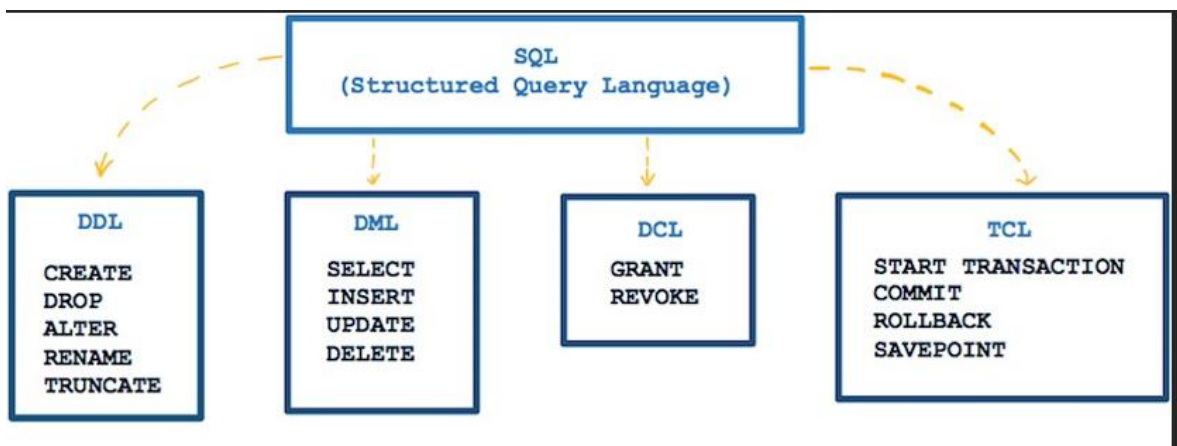 SQL
(Structured Query Language)
DDL
CREATE
DROP
ALTER
RENAME
TRUNCATE
DML
SELECT
INSERT
UPDATE
DELETE
DCL
GRANT
REVOKE
TCL
START TRANSACTION
COMMIT
ROLLBACK
SAVEPOINT